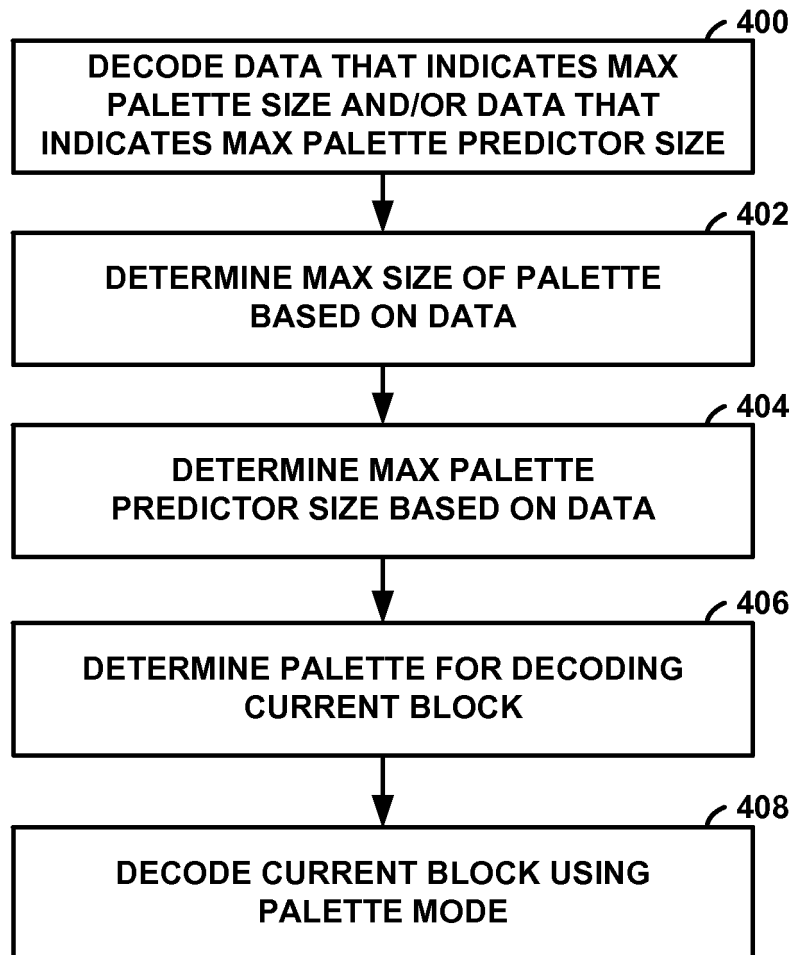 400
DECODE DATA THAT INDICATES MAX
PALETTE SIZE AND/OR DATA THAT
INDICATES MAX PALETTE PREDICTOR SIZE
402
DETERMINE MAX SIZE OF PALETTE
BASED ON DATA
404
DETERMINE MAX PALETTE
PREDICTOR SIZE BASED ON DATA
406
DETERMINE PALETTE FOR DECODING
CURRENT BLOCK
408
DECODE CURRENT BLOCK USING
PALETTE MODE